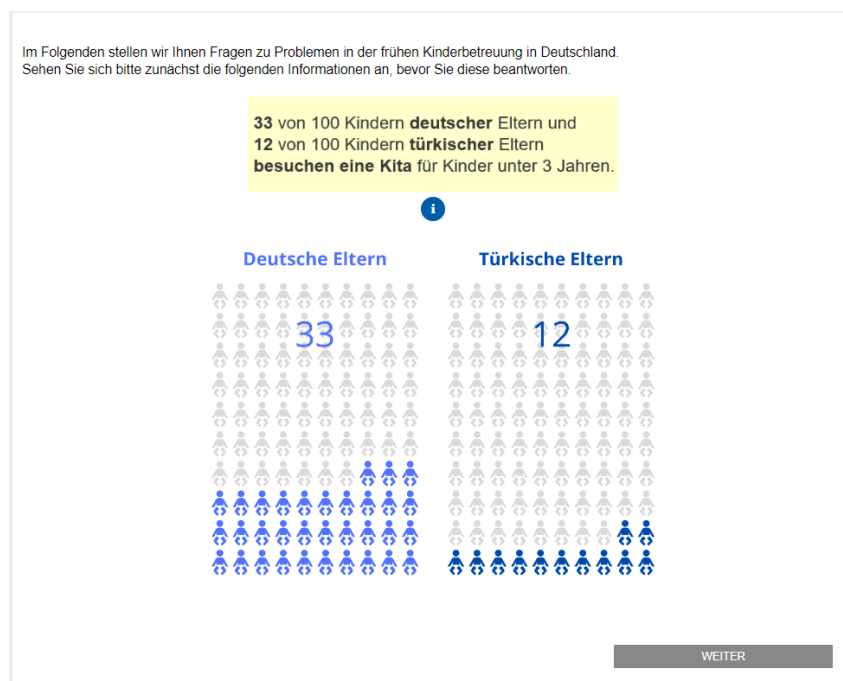 Im Folgenden stellen wir Ihnen Fragen zu Problemen in der frühen Kinderbetreuung in Deutschland.
Sehen Sie sich bitte zunächst die folgenden Informationen an, bevor Sie diese beantworten.
33 von 100 Kindern deutscher Eltern und
12 von 100 Kindern türkischer Eltern
besuchen eine Kita für Kinder unter 3 Jahren.
i
Deutsche Eltern
Türkische Eltern
33
12
WEITER